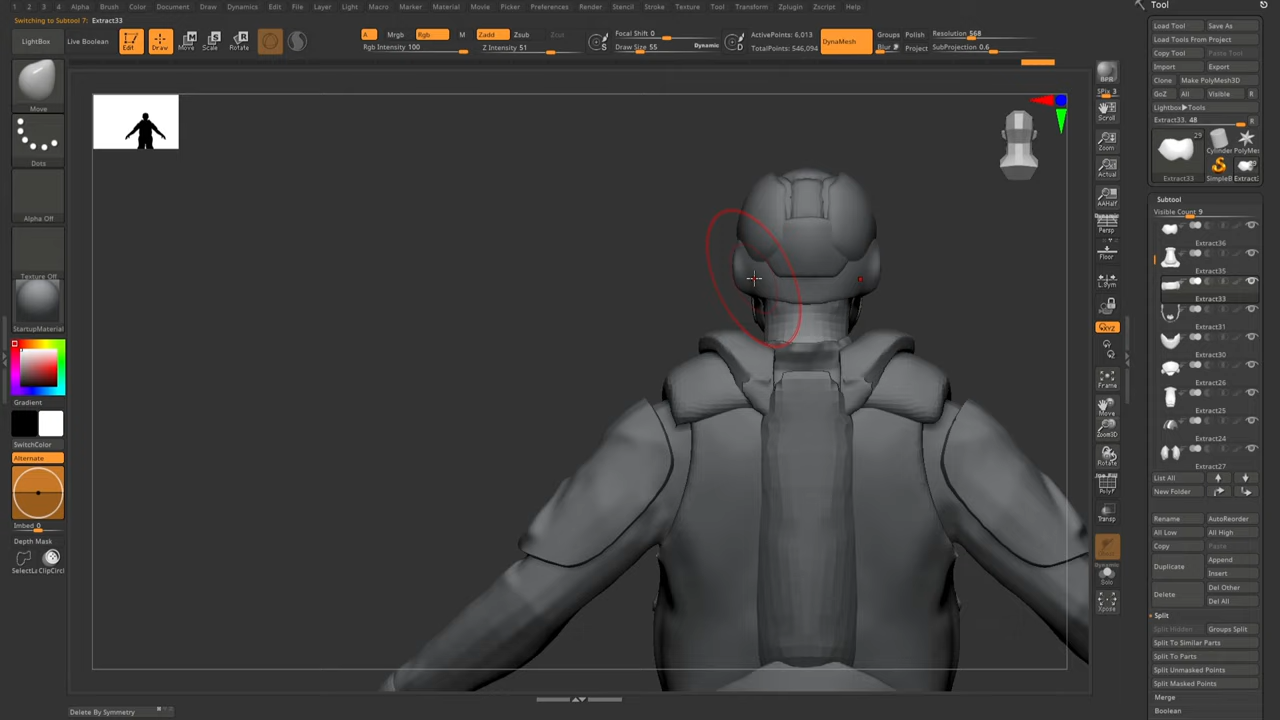 Alpha Brush Color Document Draw Dynamics Edit File Layer Light Macro Marker Material Movie Picker Preferences Render Stencil Stroke Texture Tool Transform Zplugin Zscript Help
Switching to Subtool 7: Extract33
LightBox
Live Boolean
Edit
Draw
Move
Scale
Rotate
A
Mrgb
Rgb
Rgb Intensity 100
Zadd
Zsub
Zcut
Z Intensity 51
S
Focal Shift 0
Draw Size 55
Dynamic
D
ActivePoints: 6,013
TotalPoints: 546,094
DynaMesh
Groups
Polish
Blur
Project
Resolution 568
SubProjection 0.6
Move
Dots
Alpha Off
Texture Off
StartupMaterial
Gradient
SwitchColor
Alternate
Imbed 0
Depth Mask
SelectLa
ClipCircl
Delete By Symmetry
BPR
SPix 3
Scroll
Zoom
Actual
AAHalf
Dynamic
Persp
Floor
L.Sym
XYZ
Frame
Move
Zoom3D
Rotate
PolyF
Transp
Dynamic
Solo
Xpose
Tool
Load Tool
Save As
Load Tools From Project
Copy Tool
Paste Tool
Import
Export
Clone
Make PolyMesh3D
GoZ
All
Visible
R
Lightbox▶Tools
Extract33. 48
R
29
Cylinder
PolyMes
Extract33
SimpleB
Extract3
Subtool
Visible Count 9
Extract36
Extract35
Extract33
Extract31
Extract30
Extract26
Extract25
Extract24
Extract27
List All
New Folder
Rename
AutoReorder
All Low
All High
Copy
Paste
Duplicate
Append
Insert
Delete
Del Other
Del All
Split
Split Hidden
Groups Split
Split To Similar Parts
Split To Parts
Split Unmasked Points
Split Masked Points
Merge
Boolean